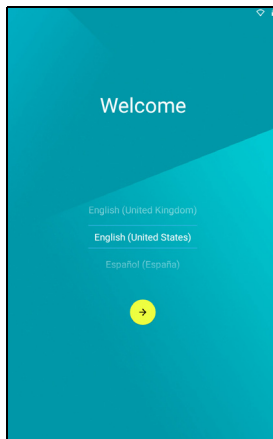 Welcome
English (United Kingdom)
English (United States)
Español (España)